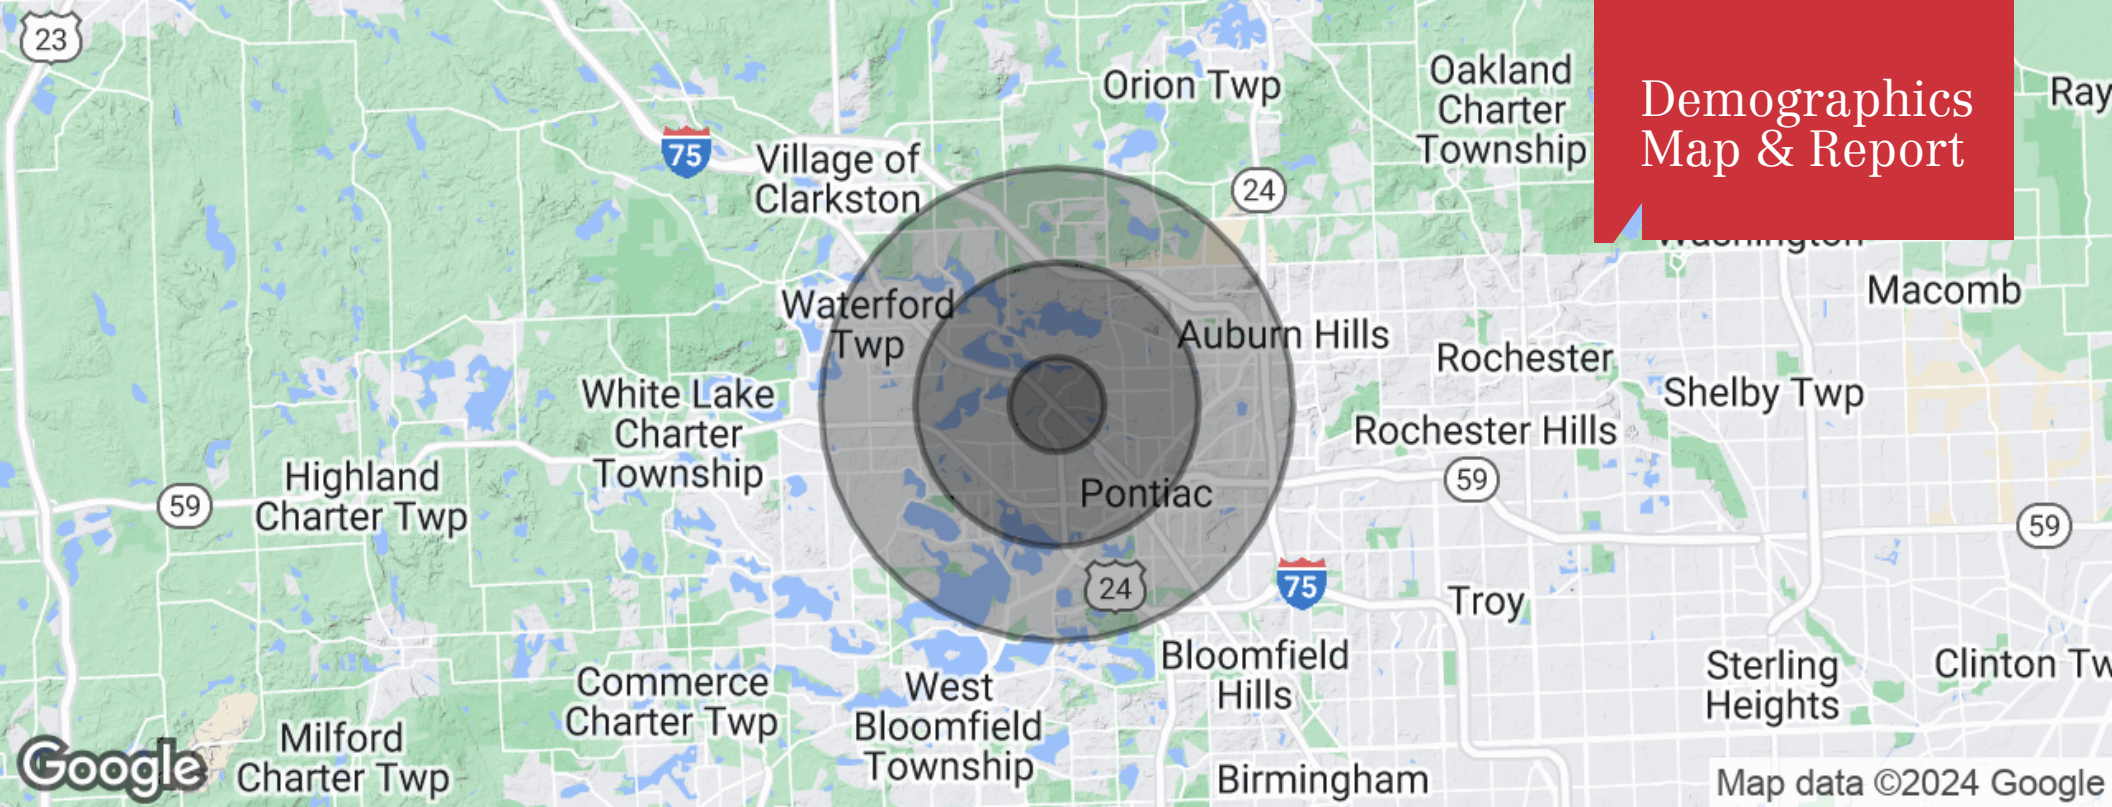 23
Demographics
Map & Report
Orion Twp
Oakland
Charter
Township
Ray
75
Village of
Clarkston
24
Washington
Macomb
Waterford
Twp
Auburn Hills
Rochester
Shelby Twp
White Lake
Charter
Township
Rochester Hills
Highland
Charter Twp
59
Pontiac
59
59
24
75
Troy
Bloomfield
Hills
Sterling
Heights
Clinton Tw
Commerce
Charter Twp
West
Bloomfield
Township
Milford
Charter Twp
Birmingham
Google
Map data ©2024 Google